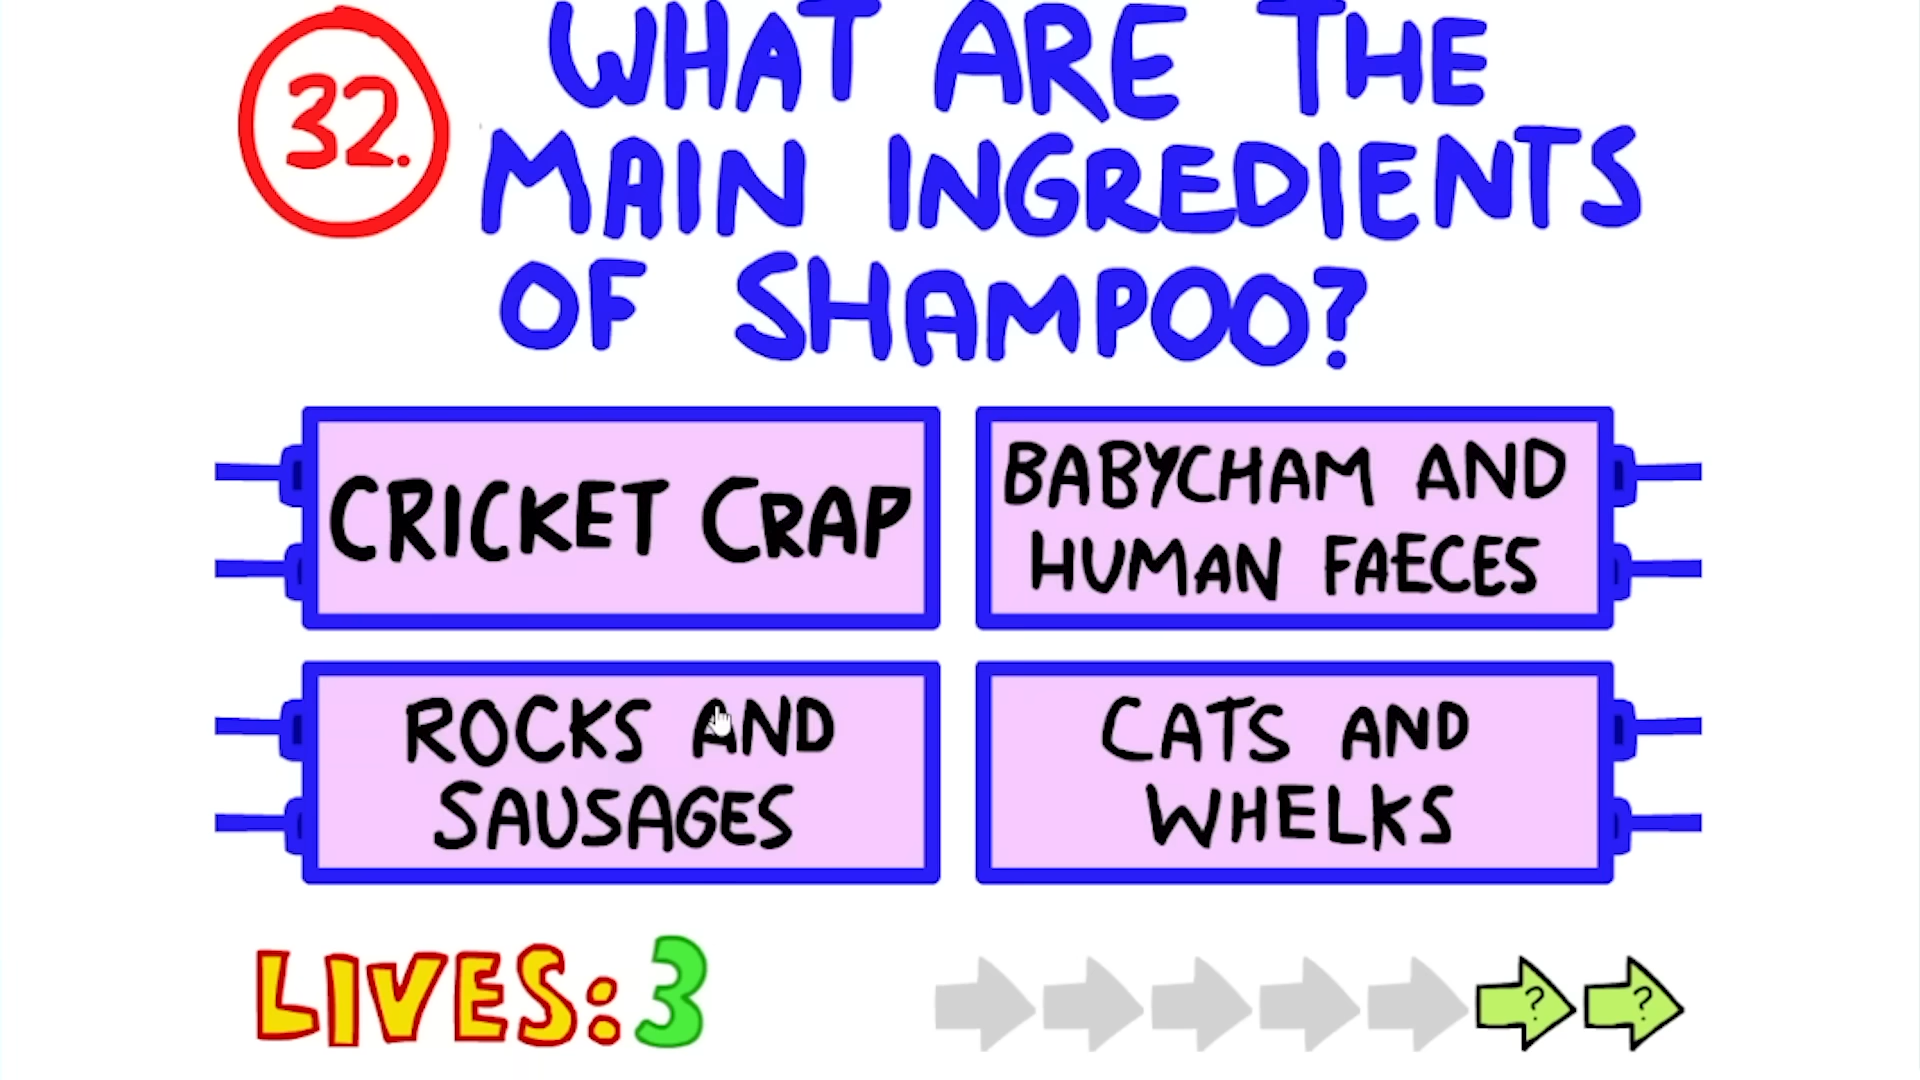 32.
WHAT ARE THE
MAIN INGREDIENTS
OF SHAMPOO?
CRICKET CRAP
BABYCHAM AND
HUMAN FAECES
ROCKS AND
SAUSAGES
CATS AND
WHELKS
LIVES: 3
? ?